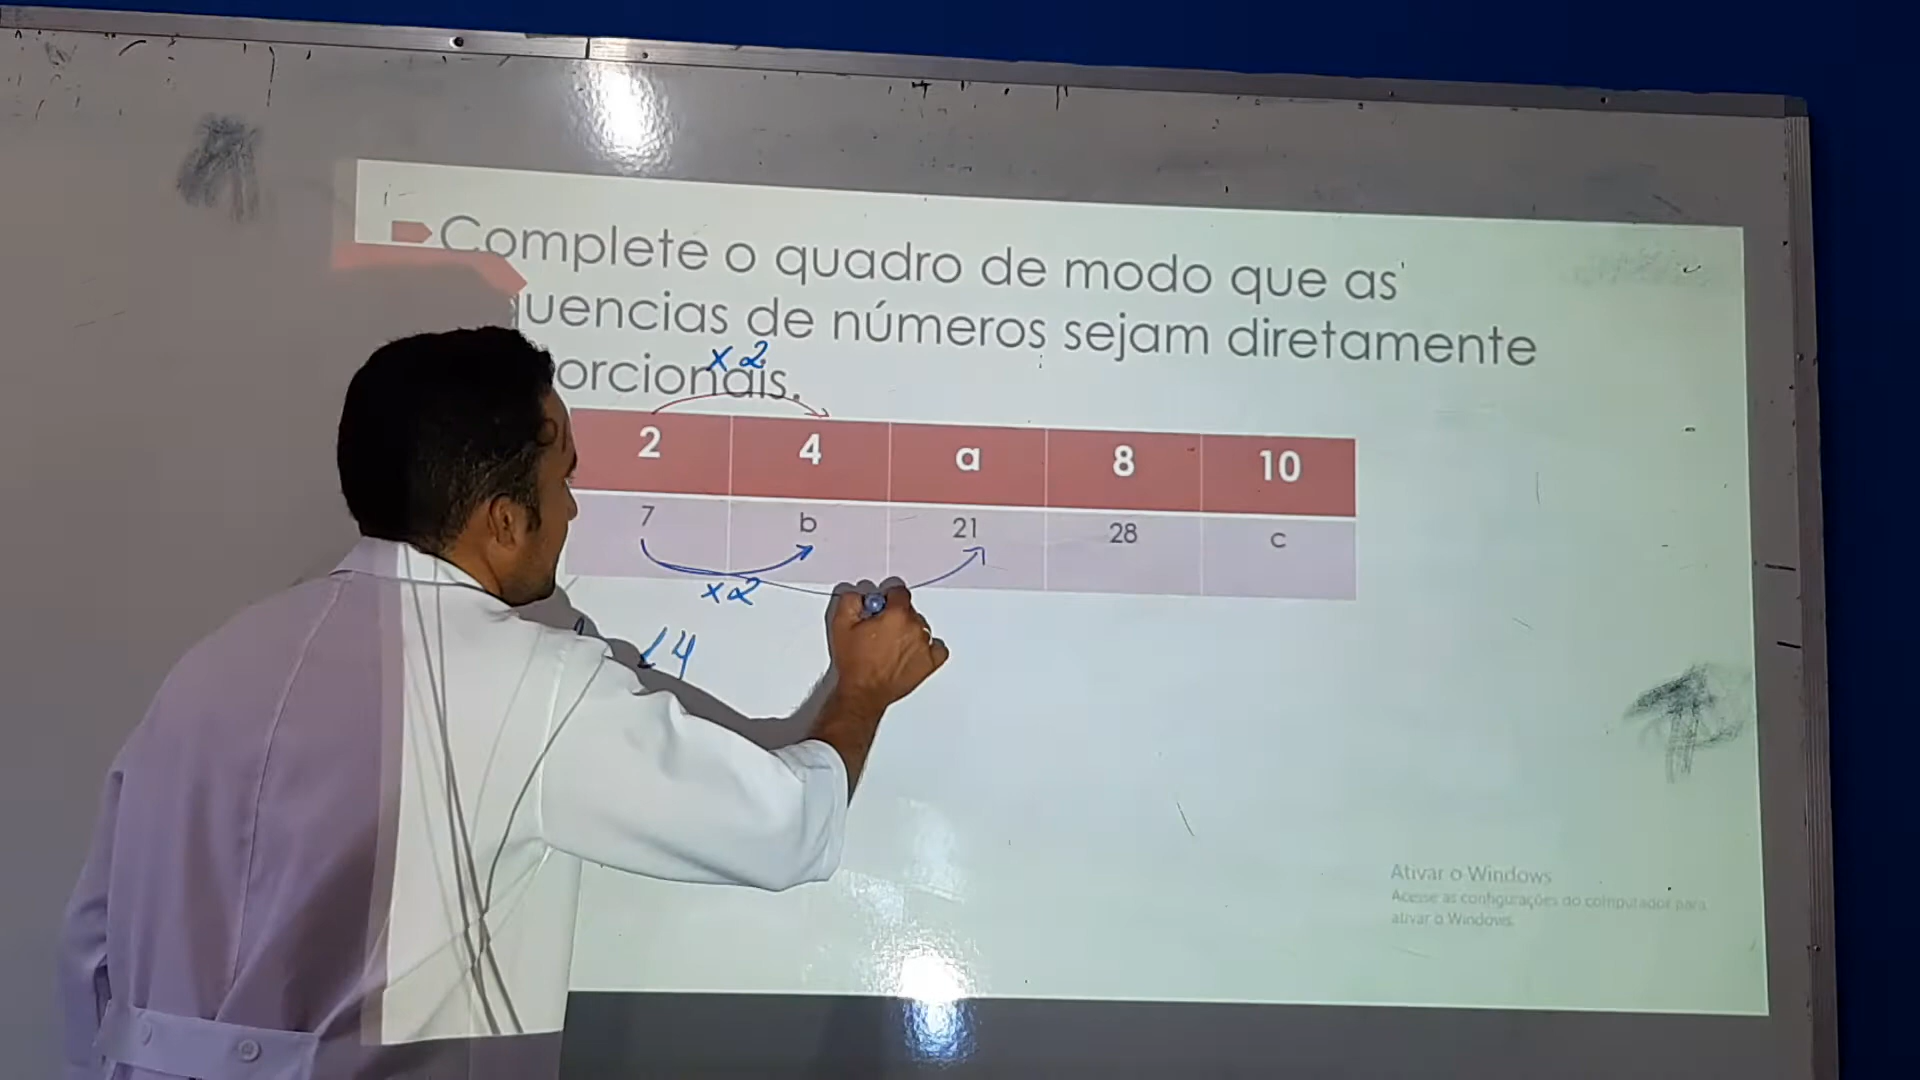 Complete o quadro de modo que as
quencias de números sejam diretamente
orcionais.
x2
2 4 a 8 10
7 b 21 28 c
x2
14
Ativar o Windows
Acesse as configurações do computador para
ativar o Windows.